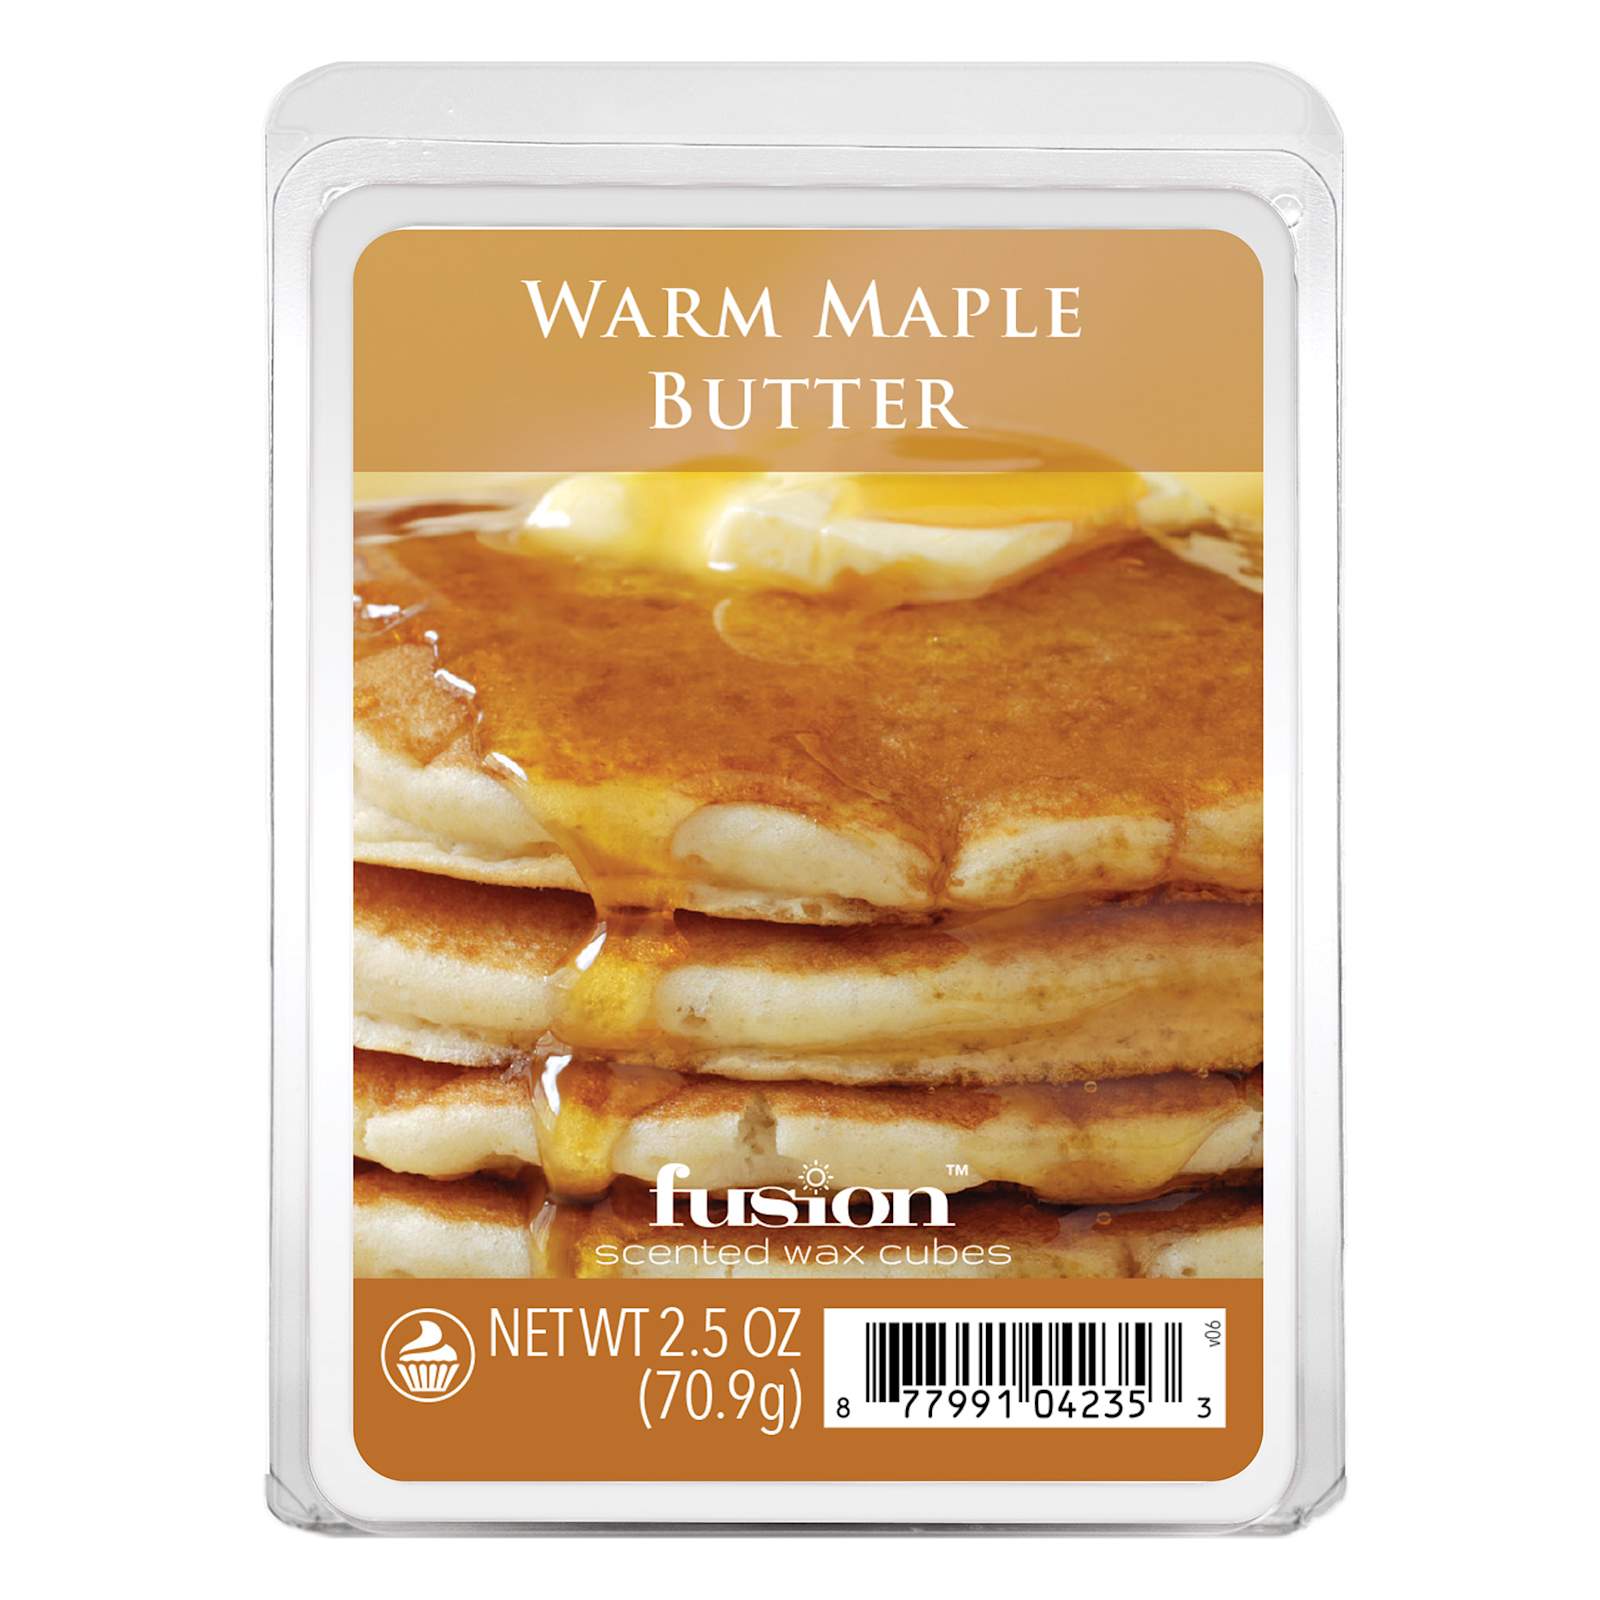 WARM MAPLE
BUTTER
fusion™
scented wax cubes
NET WT 2.5 OZ
(70.9g)
v06
8 77991 04235 3